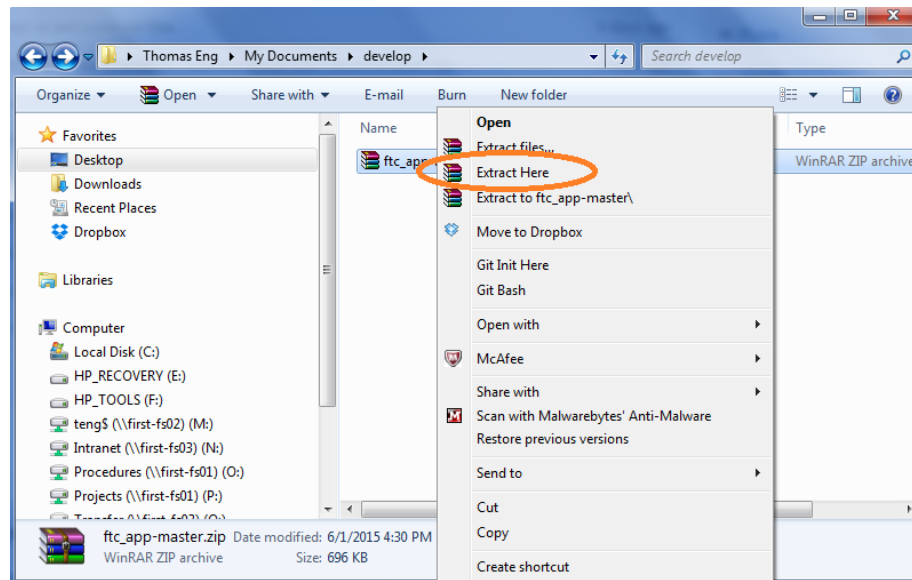 Thomas Eng My Documents develop Search develop
Organize Open Share with E-mail Burn New folder
Favorites
Desktop
Downloads
Recent Places
Dropbox
Libraries
Computer
Local Disk (C:)
HP_RECOVERY (E:)
HP_TOOLS (F:)
teng$ (\\first-fs02) (M:)
Intranet (\\first-fs03) (N:)
Procedures (\\first-fs01) (O:)
Projects (\\first-fs01) (P:)
Name Type
ftc_app WinRAR ZIP archive
Open
Extract files...
Extract Here
Extract to ftc_app-master\
Move to Dropbox
Git Init Here
Git Bash
Open with
McAfee
Share with
Scan with Malwarebytes' Anti-Malware
Restore previous versions
Send to
Cut
Copy
Create shortcut
ftc_app-master.zip Date modified: 6/1/2015 4:30 PM
WinRAR ZIP archive Size: 696 KB